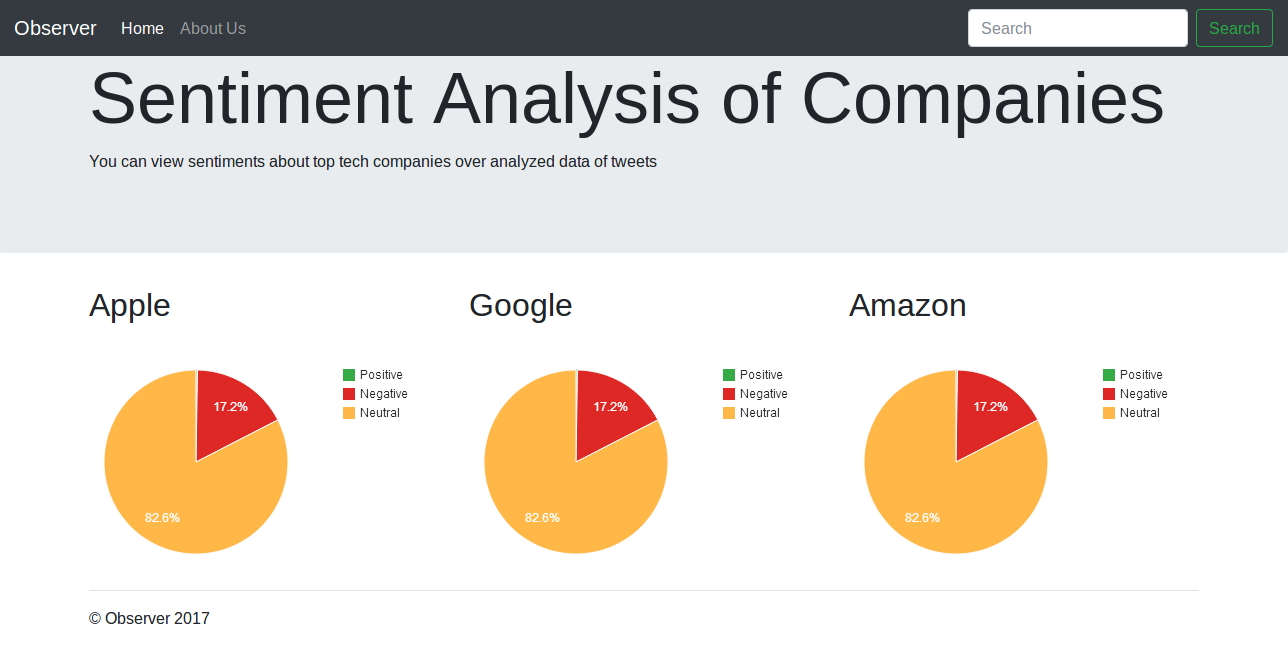 Observer Home About Us Search Search
Sentiment Analysis of Companies
You can view sentiments about top tech companies over analyzed data of tweets
Apple
Positive
Negative
Neutral
17.2%
82.6%
Google
Positive
Negative
Neutral
17.2%
82.6%
Amazon
Positive
Negative
Neutral
17.2%
82.6%
© Observer 2017